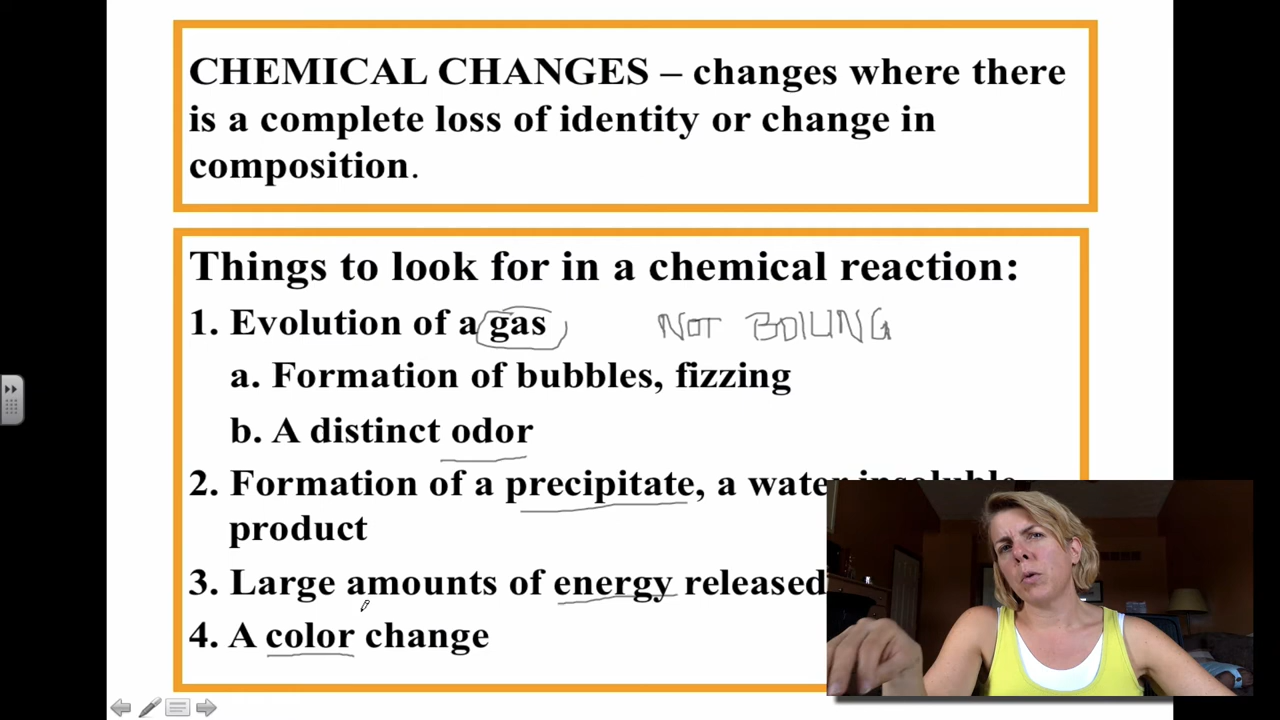 CHEMICAL CHANGES – changes where there
is a complete loss of identity or change in
composition.
Things to look for in a chemical reaction:
1. Evolution of a gas NOT BOILING
a. Formation of bubbles, fizzing
b. A distinct odor
2. Formation of a precipitate, a water insoluble
product
3. Large amounts of energy released
4. A color change